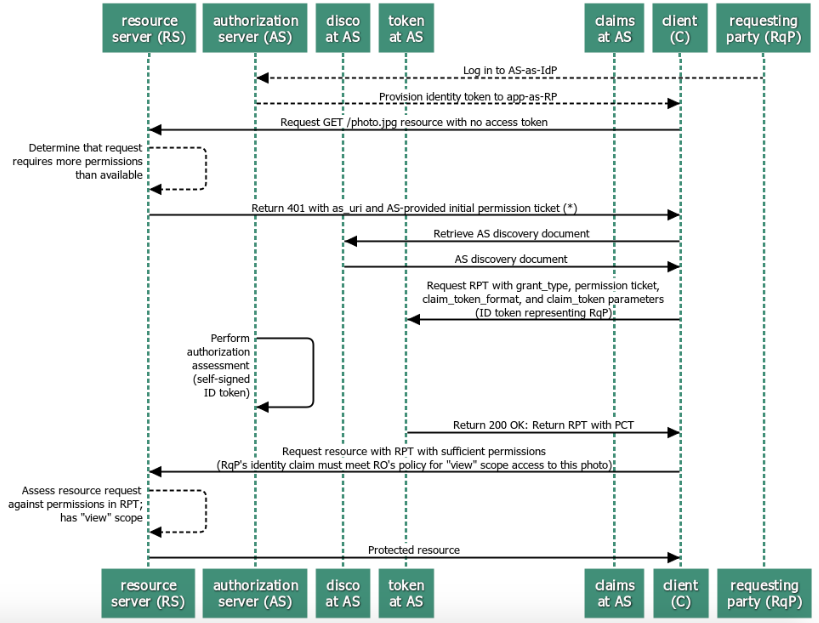 resource
server (RS)
authorization
server (AS)
disco
at AS
token
at AS
claims
at AS
client
(C)
requesting
party (RqP)
Log in to AS-as-IdP
Provision identity token to app-as-RP
Request GET /photo.jpg resource with no access token
Determine that request
requires more permissions
than available
Return 401 with as_uri and AS-provided initial permission ticket (*)
Retrieve AS discovery document
AS discovery document
Request RPT with grant_type, permission ticket,
claim_token_format, and claim_token parameters
(ID token representing RqP)
Perform
authorization
assessment
(self-signed
ID token)
Return 200 OK: Return RPT with PCT
Request resource with RPT with sufficient permissions
(RqP's identity claim must meet RO's policy for "view" scope access to this photo)
Assess resource request
against permissions in RPT;
has "view" scope
Protected resource
resource
server (RS)
authorization
server (AS)
disco
at AS
token
at AS
claims
at AS
client
(C)
requesting
party (RqP)